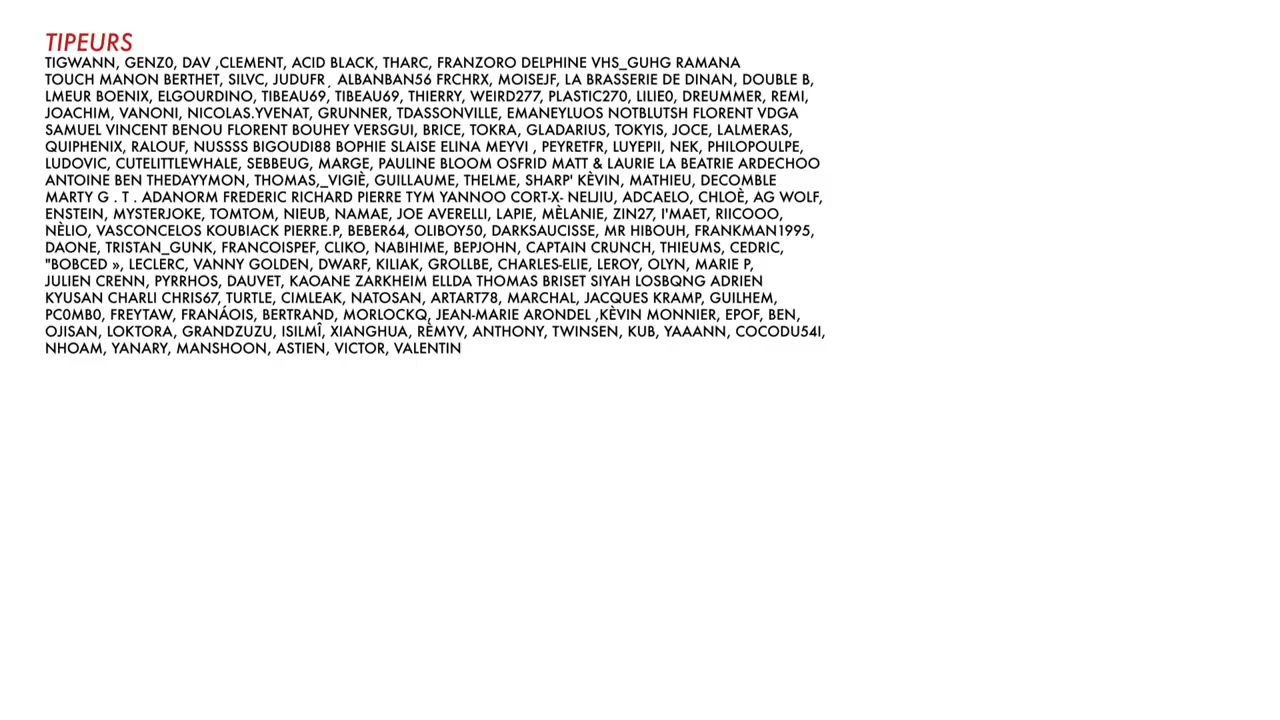 TIPEURS
TIGWANN, GENZ0, DAV ,CLEMENT, ACID BLACK, THARC, FRANZORO DELPHINE VHS_GUHG RAMANA
TOUCH MANON BERTHET, SILVC, JUDUFR¸ ALBANBAN56 FRCHRX, MOISEJF, LA BRASSERIE DE DINAN, DOUBLE B,
LMEUR BOENIX, ELGOURDINO, TIBEAU69, TIBEAU69, THIERRY, WEIRD277, PLASTIC270, LILIE0, DREUMMER, REMI,
JOACHIM, VANONI, NICOLAS.YVENAT, GRUNNER, TDASSONVILLE, EMANEYLUOS NOTBLUTSH FLORENT VDGA
SAMUEL VINCENT BENOU FLORENT BOUHEY VERSGUI, BRICE, TOKRA, GLADARIUS, TOKYIS, JOCE, LALMERAS,
QUIPHENIX, RALOUF, NUSSSS BIGOUDI88 BOPHIE SLAISE ELINA MEYVI , PEYRETFR, LUYEPII, NEK, PHILOPOULPE,
LUDOVIC, CUTELITTLEWHALE, SEBBEUG, MARGE, PAULINE BLOOM OSFRID MATT & LAURIE LA BEATRIE ARDECHOO
ANTOINE BEN THEDAYYMON, THOMAS,_VIGIÈ, GUILLAUME, THELME, SHARP' KÈVIN, MATHIEU, DECOMBLE
MARTY G . T . ADANORM FREDERIC RICHARD PIERRE TYM YANNOO CORT-X- NELJIU, ADCAELO, CHLOÈ, AG WOLF,
ENSTEIN, MYSTERJOKE, TOMTOM, NIEUB, NAMAE, JOE AVERELLI, LAPIE, MÈLANIE, ZIN27, I'MAET, RIICOOO,
NÈLIO, VASCONCELOS KOUBIACK PIERRE.P, BEBER64, OLIBOY50, DARKSAUCISSE, MR HIBOUH, FRANKMAN1995,
DAONE, TRISTAN_GUNK, FRANCOISPEF, CLIKO, NABIHIME, BEPJOHN, CAPTAIN CRUNCH, THIEUMS, CEDRIC,
"BOBCED », LECLERC, VANNY GOLDEN, DWARF, KILIAK, GROLLBE, CHARLES-ELIE, LEROY, OLYN, MARIE P,
JULIEN CRENN, PYRRHOS, DAUVET, KAOANE ZARKHEIM ELLDA THOMAS BRISET SIYAH LOSBQNG ADRIEN
KYUSAN CHARLI CHRIS67, TURTLE, CIMLEAK, NATOSAN, ARTART78, MARCHAL, JACQUES KRAMP, GUILHEM,
PC0MB0, FREYTAW, FRANÁOIS, BERTRAND, MORLOCKQ, JEAN-MARIE ARONDEL ,KÈVIN MONNIER, EPOF, BEN,
OJISAN, LOKTORA, GRANDZUZU, ISILMÎ, XIANGHUA, RÈMYV, ANTHONY, TWINSEN, KUB, YAAANN, COCODU54I,
NHOAM, YANARY, MANSHOON, ASTIEN, VICTOR, VALENTIN